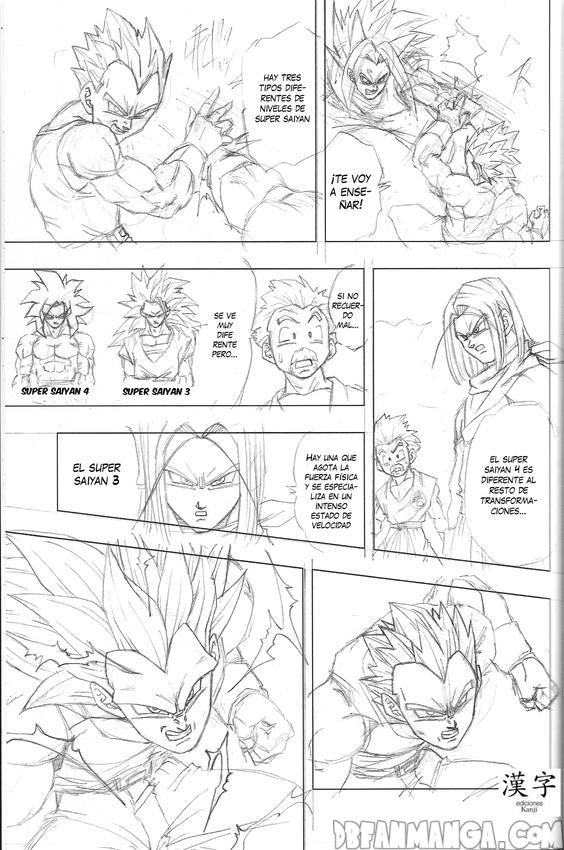 HAY TRES
TIPOS DIFE-
RENTES DE
NIVELES DE
SUPER SAIYAN
¡TE VOY
A ENSE-
ÑAR!
SE VE
MUY
DIFE
RENTE
PERO...
SI NO
RECUER-
DO
MAL...
SUPER SAIYAN 4
SUPER SAIYAN 3
EL SUPER
SAIYAN 4 ES
DIFERENTE AL
RESTO DE
TRANSFORMA-
CIONES...
EL SUPER
SAIYAN 3
HAY UNA QUE
AGOTA LA
FUERZA FÍSICA
Y SE ESPECIA-
LIZA EN UN
INTENSO
ESTADO DE
VELOCIDAD
漢字
ediciones
Kanji
DBFANMANGA.COM